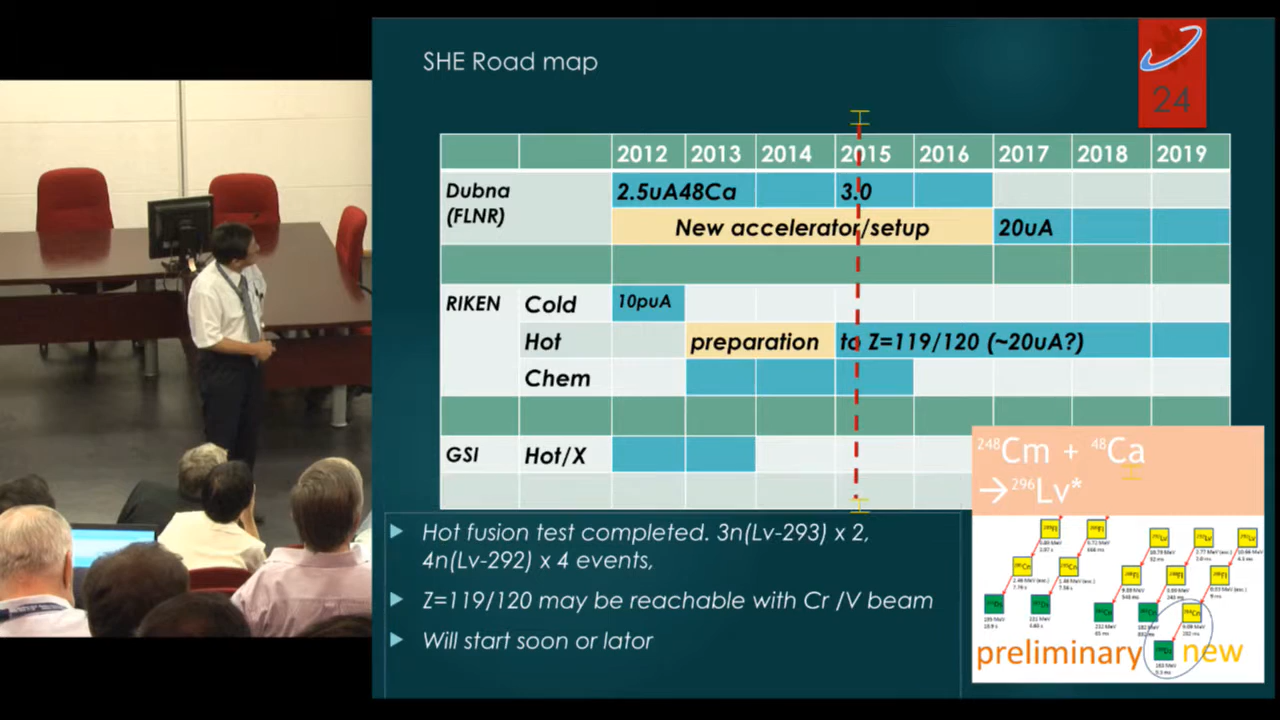 SHE Road map
24
2012 2013 2014 2015 2016 2017 2018 2019
Dubna (FLNR) 2.5uA48Ca 3.0
New accelerator/setup 20uA
RIKEN Cold 10puA
Hot preparation to Z=119/120 (~20uA?)
Chem
GSI Hot/X
248Cm + 48Ca
→296Lv*
Hot fusion test completed. 3n(Lv-293) x 2,
4n(Lv-292) x 4 events,
Z=119/120 may be reachable with Cr /V beam
Will start soon or lator
preliminary new